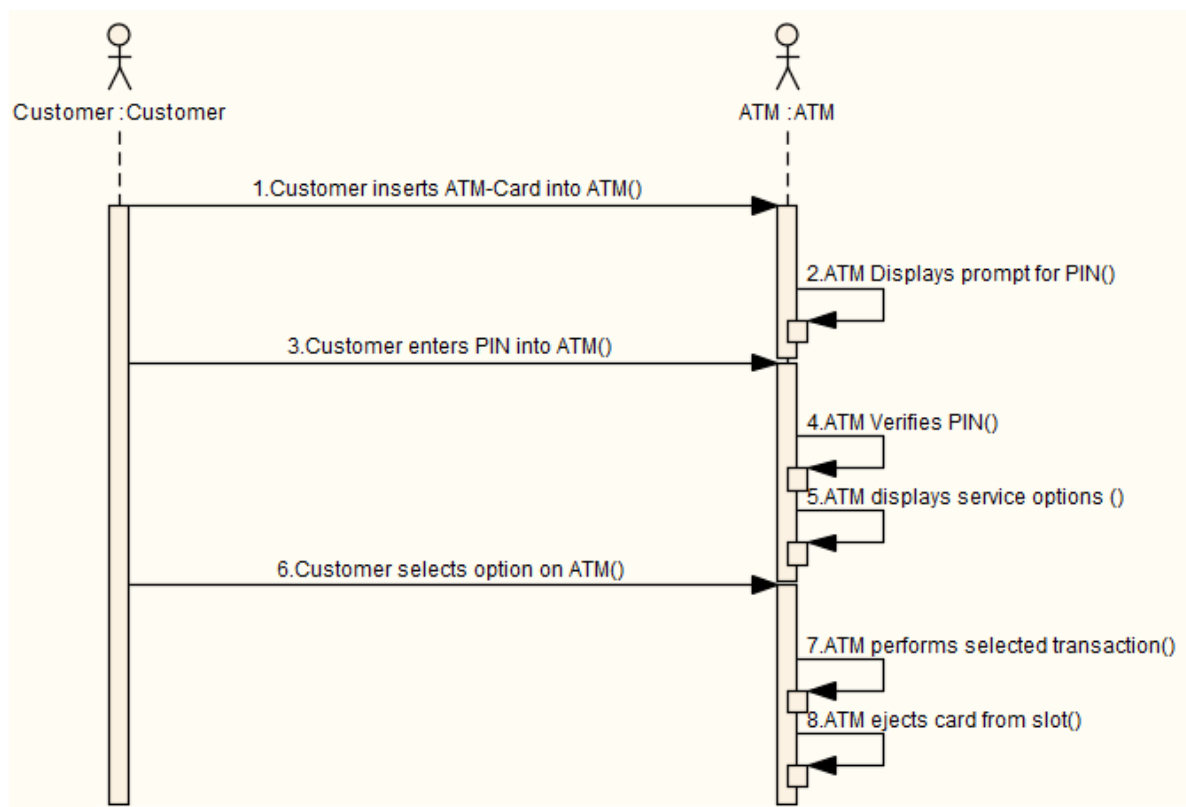 Customer :Customer
ATM :ATM
1.Customer inserts ATM-Card into ATM()
2.ATM Displays prompt for PIN()
3.Customer enters PIN into ATM()
4.ATM Verifies PIN()
5.ATM displays service options ()
6.Customer selects option on ATM()
7.ATM performs selected transaction()
8.ATM ejects card from slot()